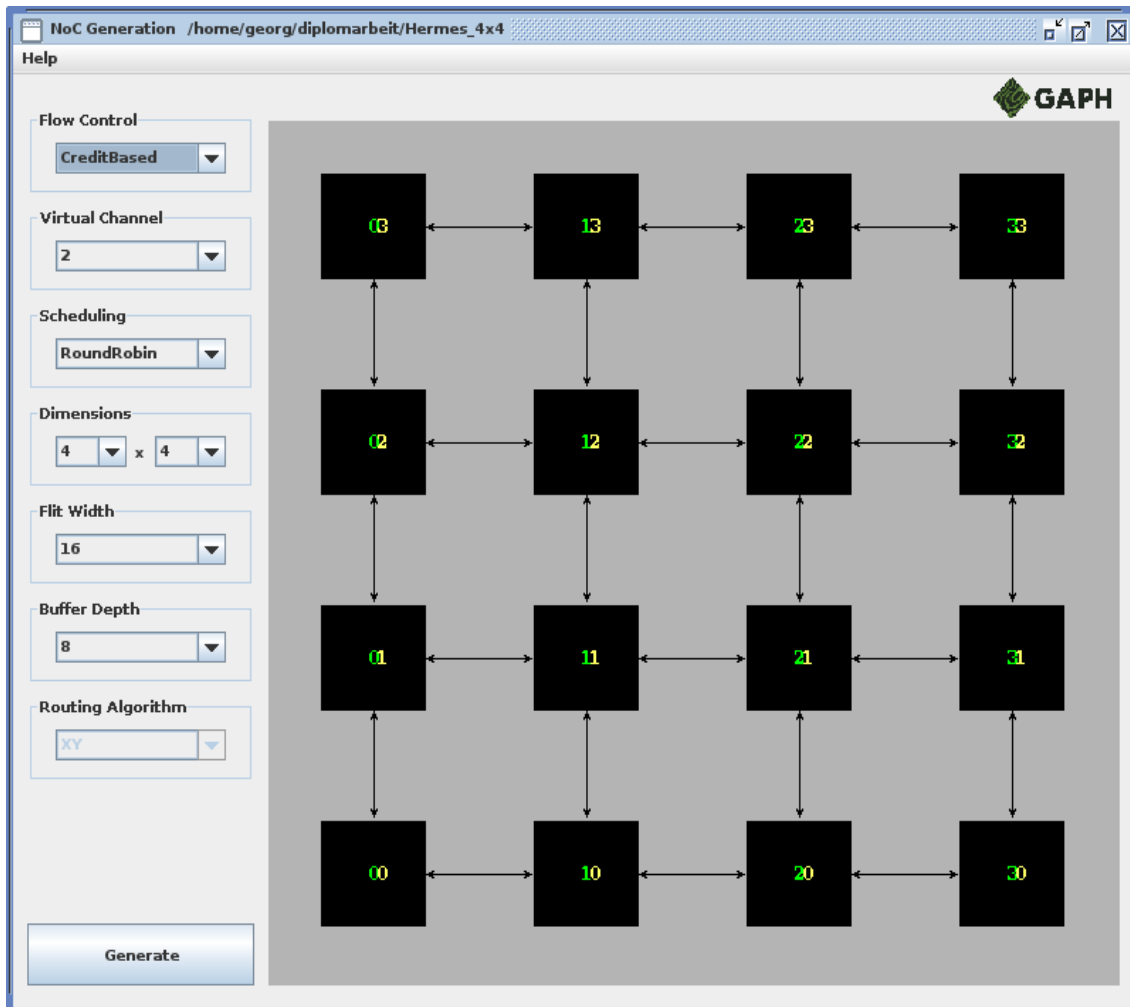 NoC Generation /home/georg/diplomarbeit/Hermes_4x4
Help
GAPH
Flow Control
CreditBased
Virtual Channel
2
Scheduling
RoundRobin
Dimensions
4 x 4
Flit Width
16
Buffer Depth
8
Routing Algorithm
XY
Generate
03 13 23 33
02 12 22 32
01 11 21 31
00 10 20 30